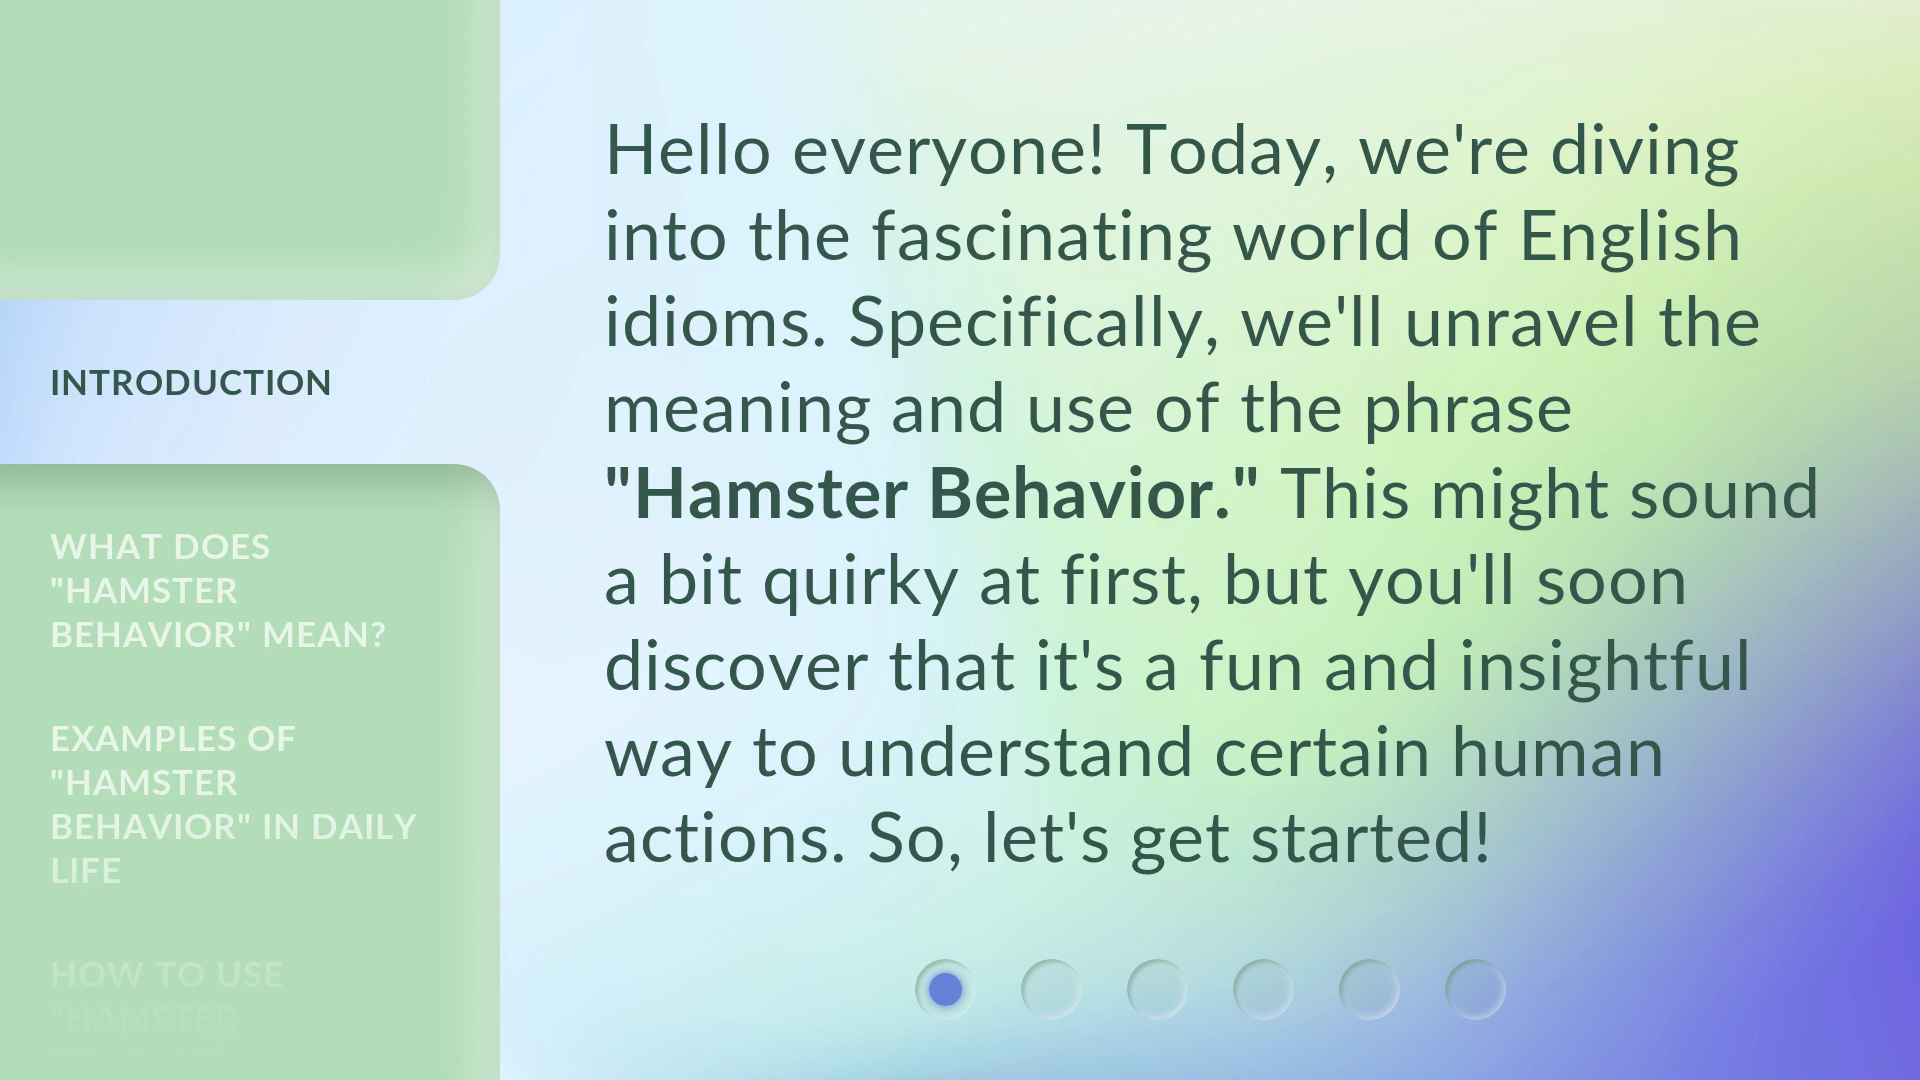 INTRODUCTION
WHAT DOES
"HAMSTER
BEHAVIOR" MEAN?
EXAMPLES OF
"HAMSTER
BEHAVIOR" IN DAILY
LIFE
HOW TO USE
"HAMSTER
Hello everyone! Today, we're diving
into the fascinating world of English
idioms. Specifically, we'll unravel the
meaning and use of the phrase
"Hamster Behavior." This might sound
a bit quirky at first, but you'll soon
discover that it's a fun and insightful
way to understand certain human
actions. So, let's get started!